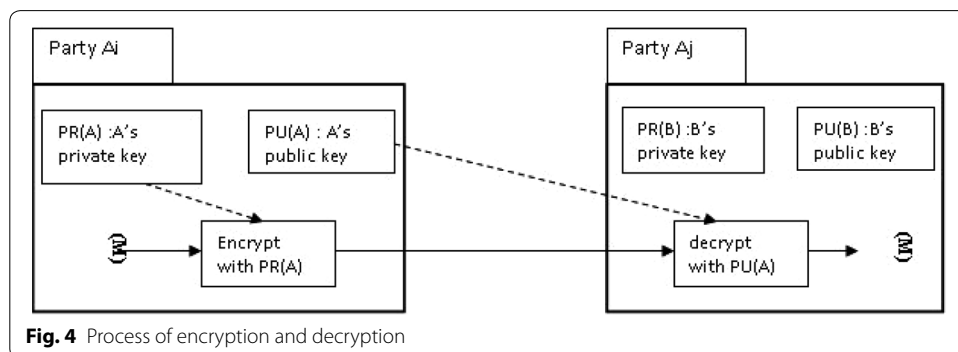 Party Ai
Party Aj
PR(A) :A's
private key
PU(A) : A's
public key
PR(B) :B's
private key
PU(B) :B's
public key
(M)
Encrypt
with PR(A)
decrypt
with PU(A)
(M)
Fig. 4 Process of encryption and decryption